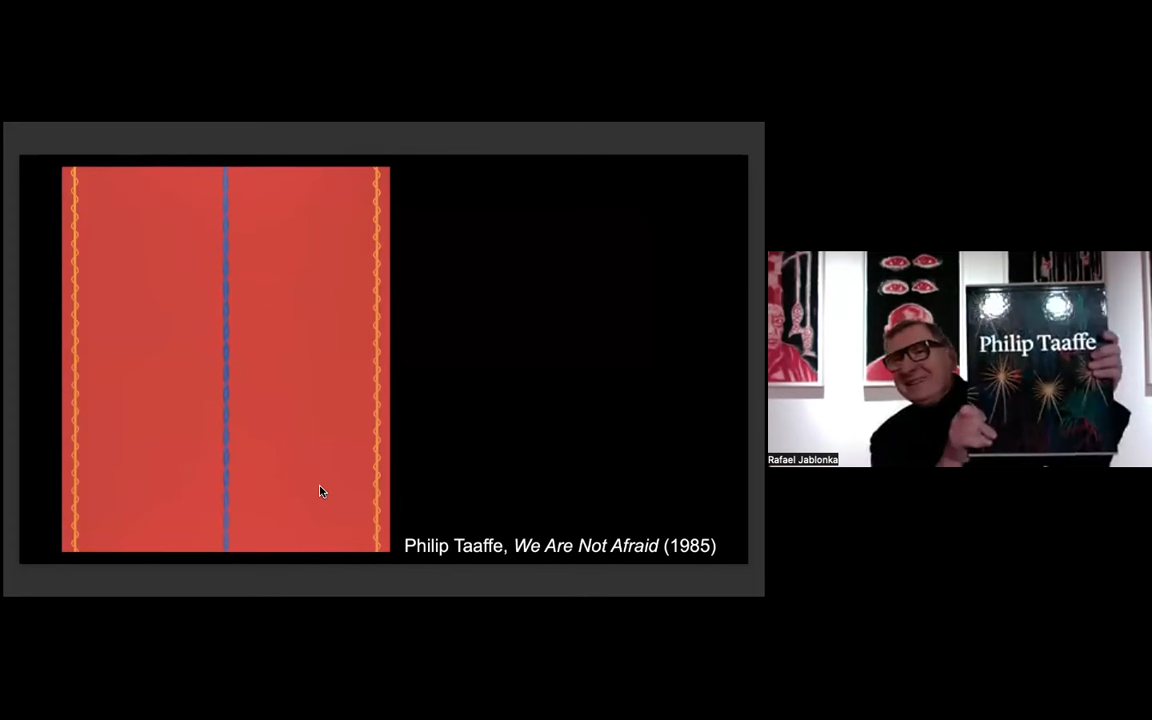 Philip Taaffe, We Are Not Afraid (1985)
Philip Taaffe
Rafael Jablonka